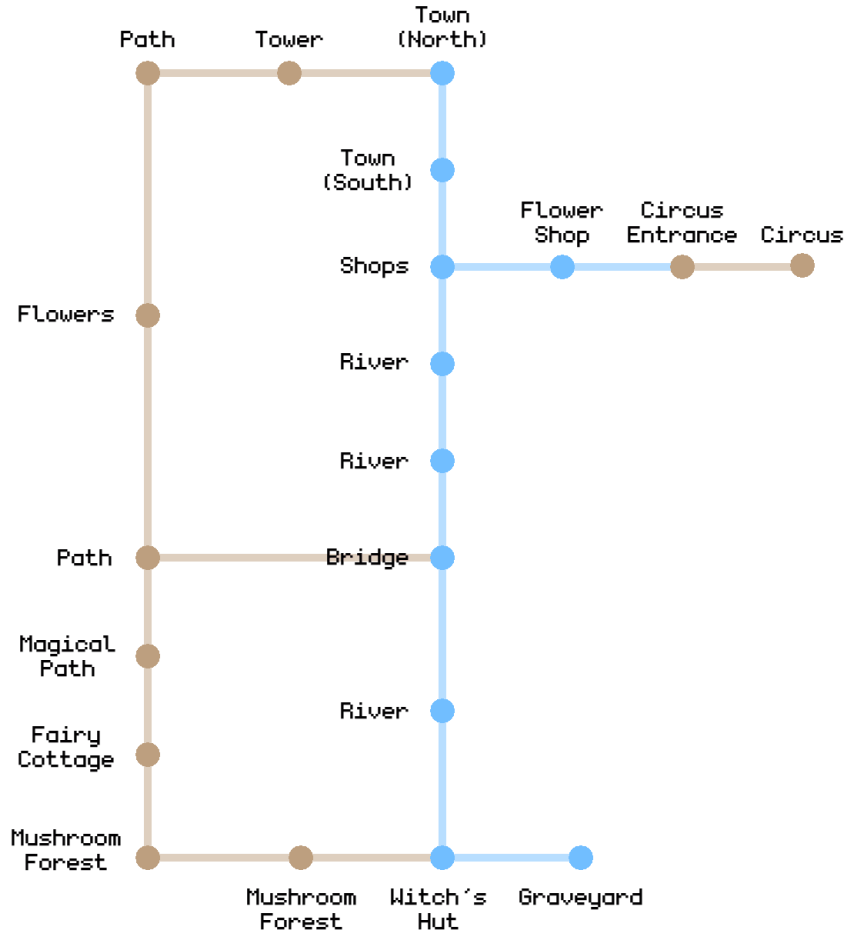 Town
(North)
Path
Tower
Town
(South)
Flower
Shop
Circus
Entrance
Circus
Shops
Flowers
River
River
Path
Bridge
Magical
Path
River
Fairy
Cottage
Mushroom
Forest
Mushroom
Forest
Witch's
Hut
Graveyard